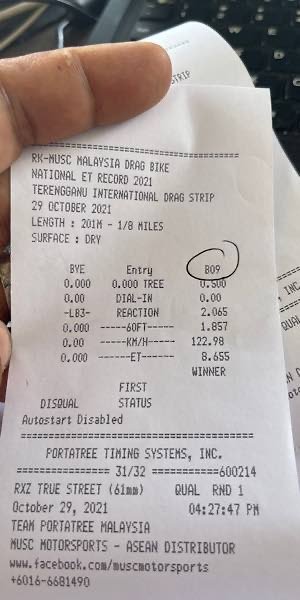 STRIP
==================================
RK-MUSC MALAYSIA DRAG BIKE
NATIONAL ET RECORD 2021
TERENGGANU INTERNATIONAL DRAG STRIP
29 OCTOBER 2021
LENGTH : 201M - 1/8 MILES
SURFACE : DRY
BYE Entry B09
0.000 0.000 TREE 0.500
0.00 DIAL-IN 0.00
-LB3- REACTION 2.065
0.000 ------60FT------ 1.857
0.00 -----KM/H------ 122.98
0.000 ------ET------ 8.655
WINNER
FIRST
DISQUAL STATUS
Autostart Disabled
==================================
PORTATREE TIMING SYSTEMS, INC.
=============== 31/32 ===========600214
RXZ TRUE STREET (61mm) QUAL RND 1
October 29, 2021 04:27:47 PM
TEAM PORTATREE MALAYSIA
MUSC MOTORSPORTS - ASEAN DISTRIBUTOR
www.facebook.com/muscmotorsports
+6016-6681490